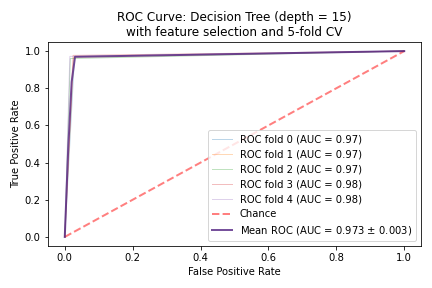 ROC Curve: Decision Tree (depth = 15)
with feature selection and 5-fold CV
True Positive Rate
1.0
0.8
0.6
0.4
0.2
0.0
ROC fold 0 (AUC = 0.97)
ROC fold 1 (AUC = 0.97)
ROC fold 2 (AUC = 0.97)
ROC fold 3 (AUC = 0.98)
ROC fold 4 (AUC = 0.98)
Chance
Mean ROC (AUC = 0.973 ± 0.003)
0.0 0.2 0.4 0.6 0.8 1.0
False Positive Rate